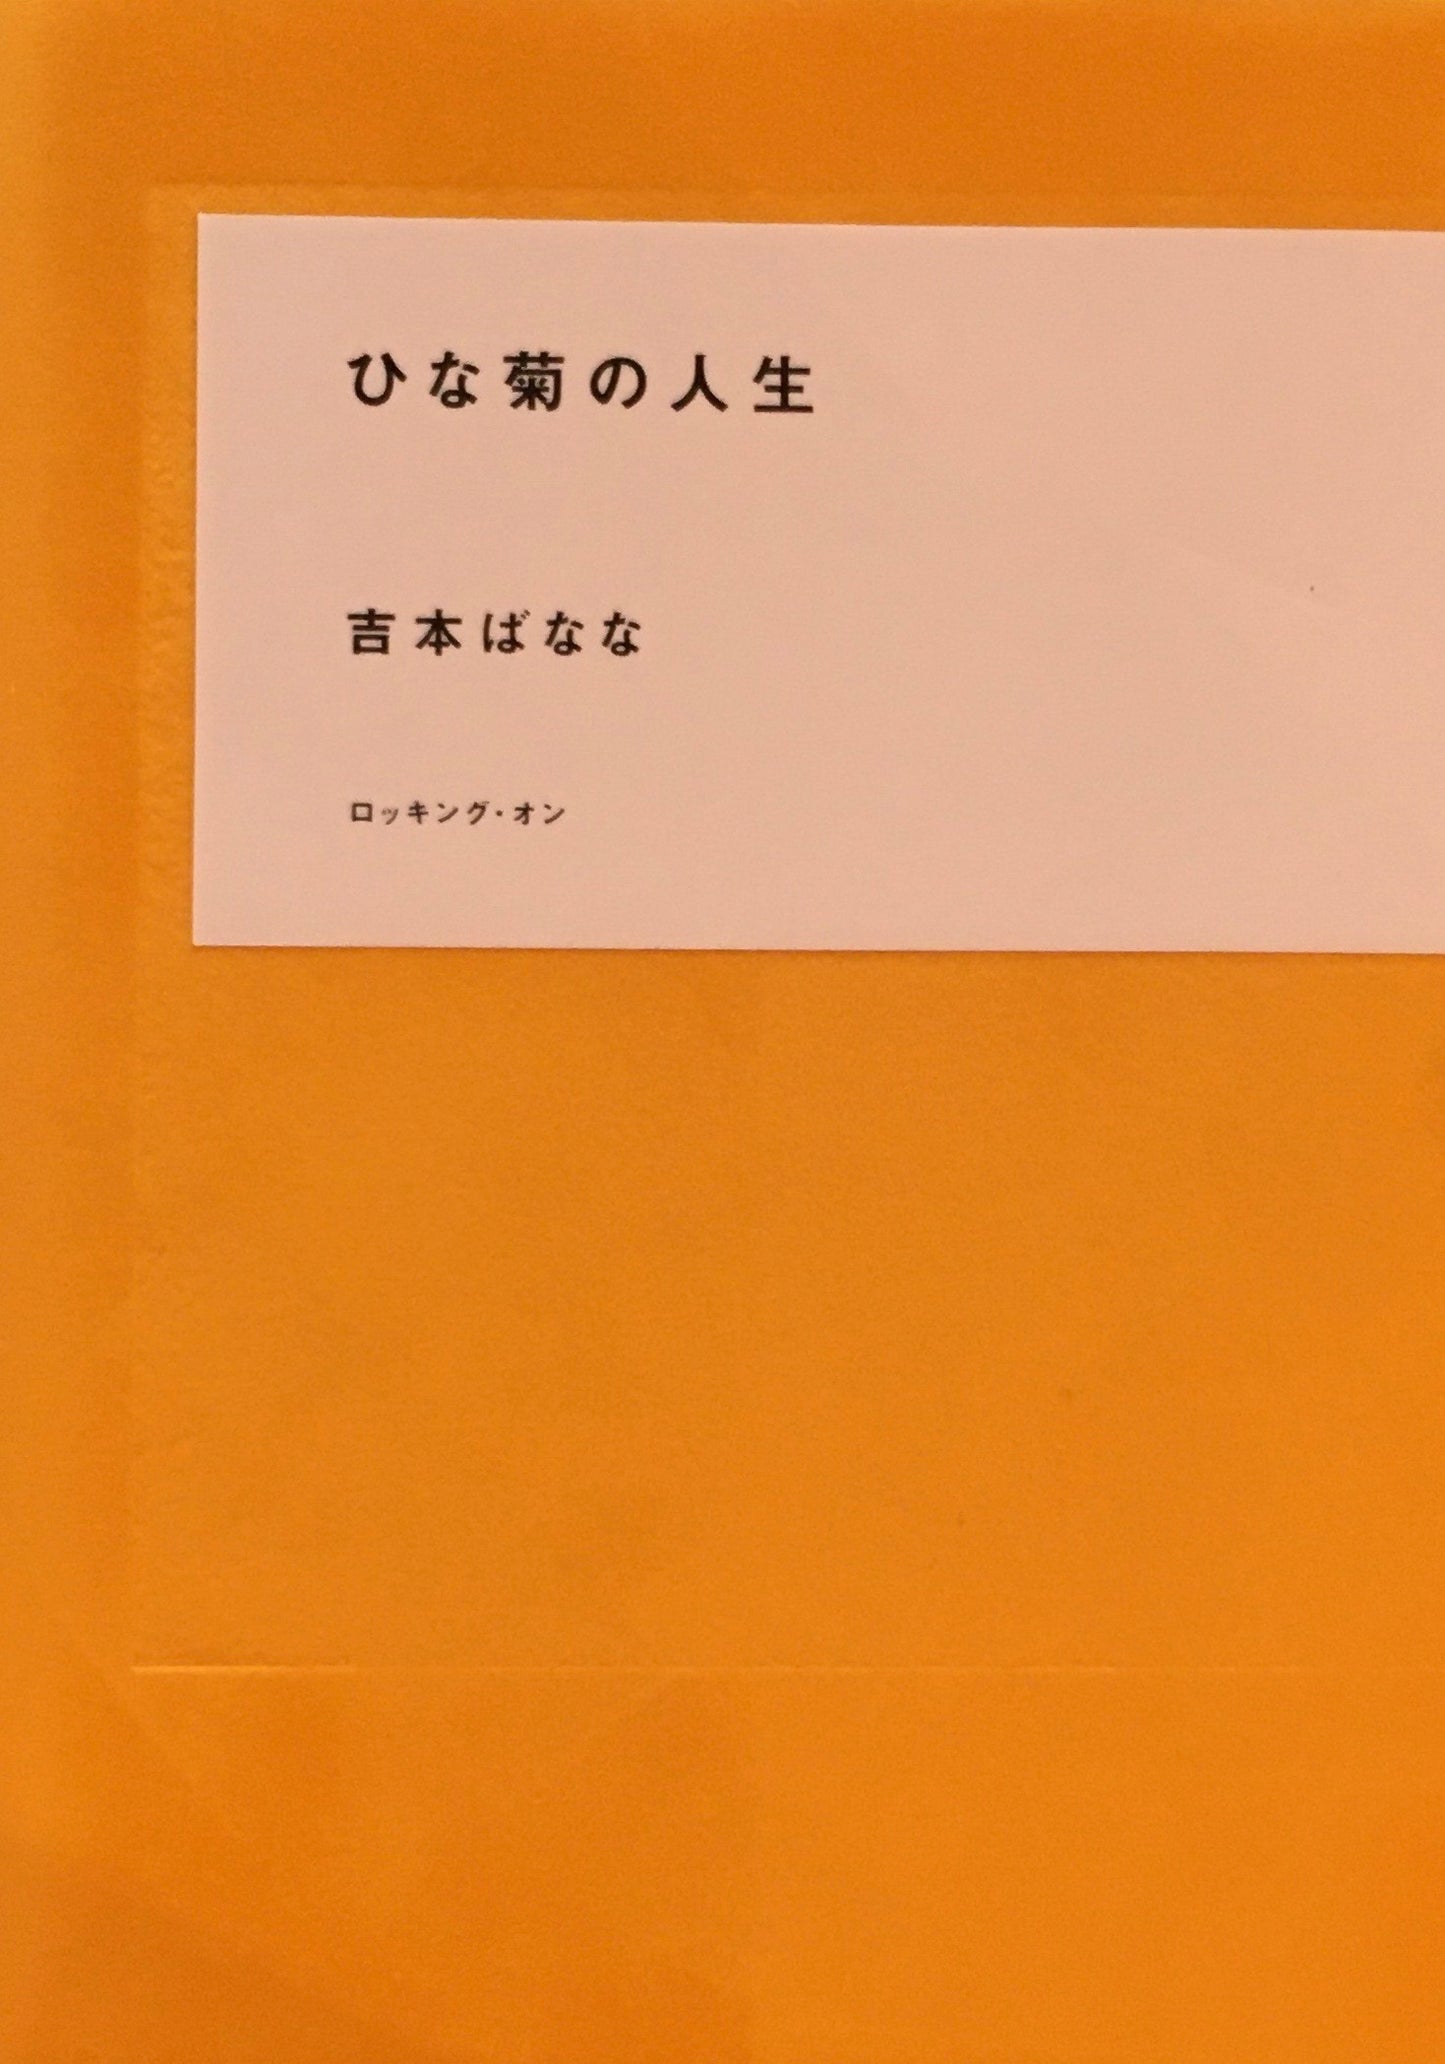 ひな菊の人生
吉本ばなな
ロッキング・オン